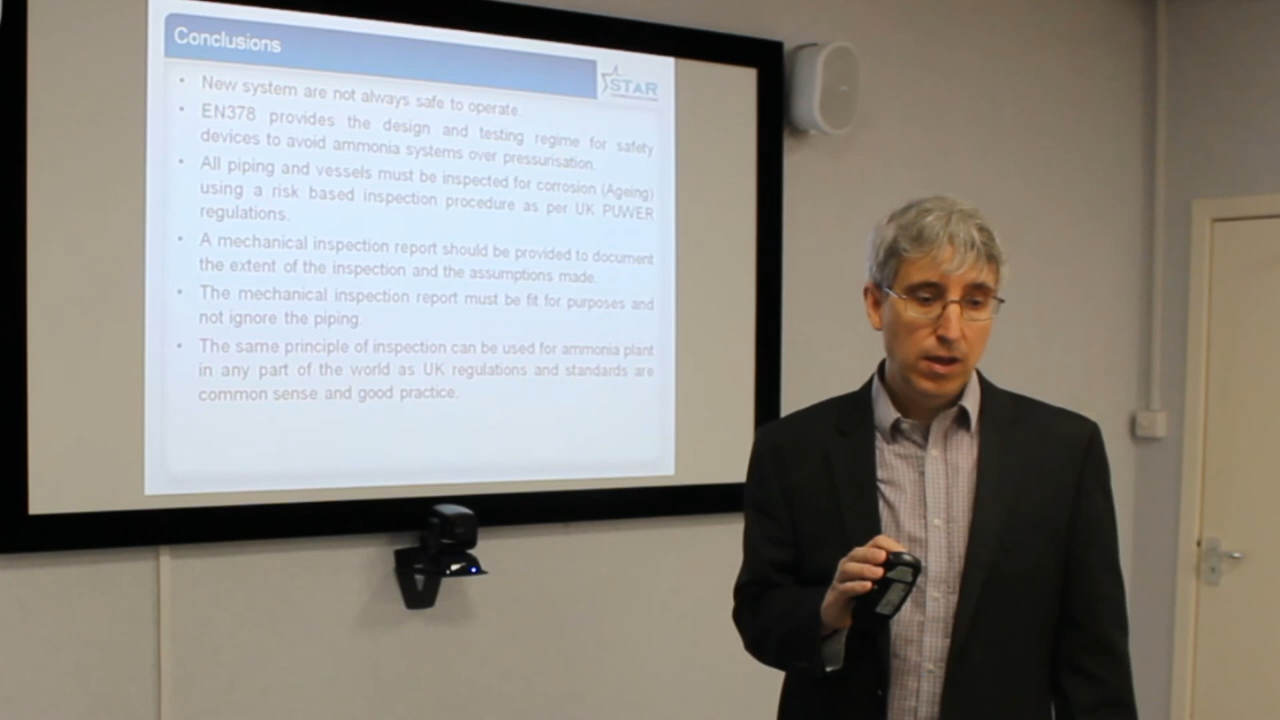 Conclusions
STAR
• New system are not always safe to operate.
• EN378 provides the design and testing regime for safety
devices to avoid ammonia systems over pressurisation.
• All piping and vessels must be inspected for corrosion (Ageing)
using a risk based inspection procedure as per UK PUWER
regulations.
• A mechanical inspection report should be provided to document
the extent of the inspection and the assumptions made.
• The mechanical inspection report must be fit for purposes and
not ignore the piping.
• The same principle of inspection can be used for ammonia plant
in any part of the world as UK regulations and standards are
common sense and good practice.